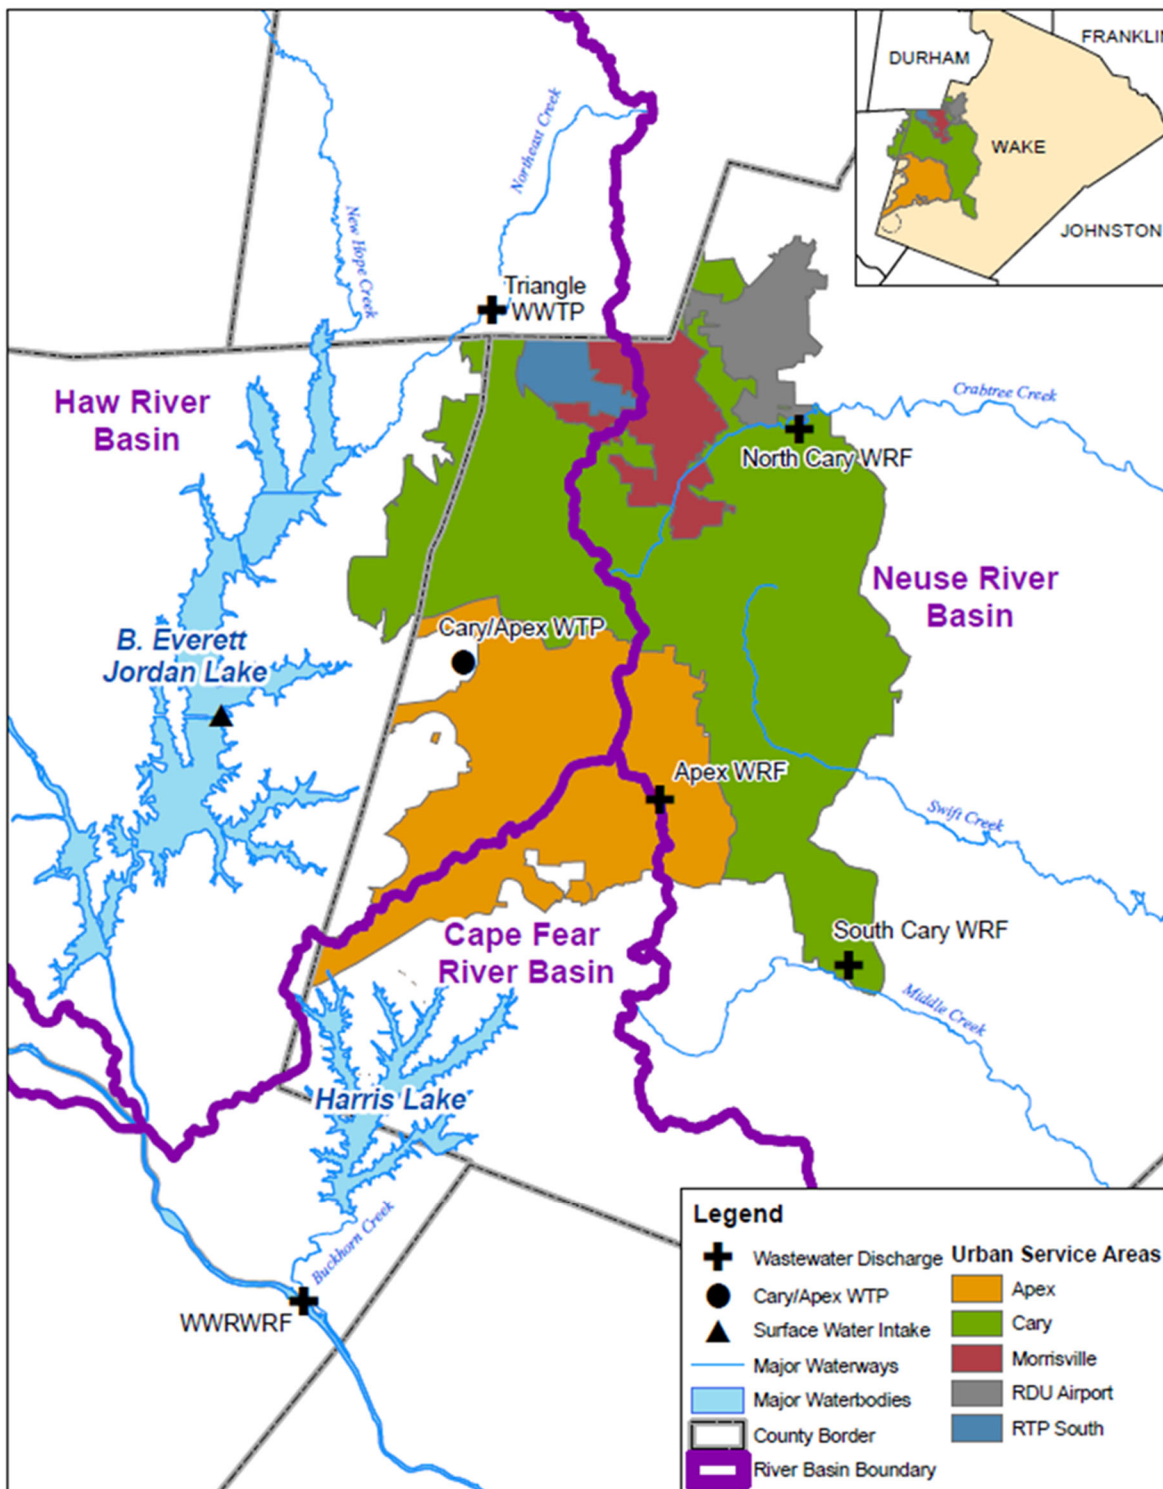 DURHAM
FRANKLIN
WAKE
JOHNSTON
Northeast Creek
New Hope Creek
Triangle
WWTP
Haw River
Basin
Crabtree Creek
North Cary WRF
Neuse River
Basin
Cary/Apex WTP
B. Everett
Jordan Lake
Apex WRF
Swift Creek
South Cary WRF
Cape Fear
River Basin
Middle Creek
Harris Lake
Buckhorn Creek
WWRWRF
Legend
Wastewater Discharge
Cary/Apex WTP
Surface Water Intake
Major Waterways
Major Waterbodies
County Border
River Basin Boundary
Urban Service Areas
Apex
Cary
Morrisville
RDU Airport
RTP South